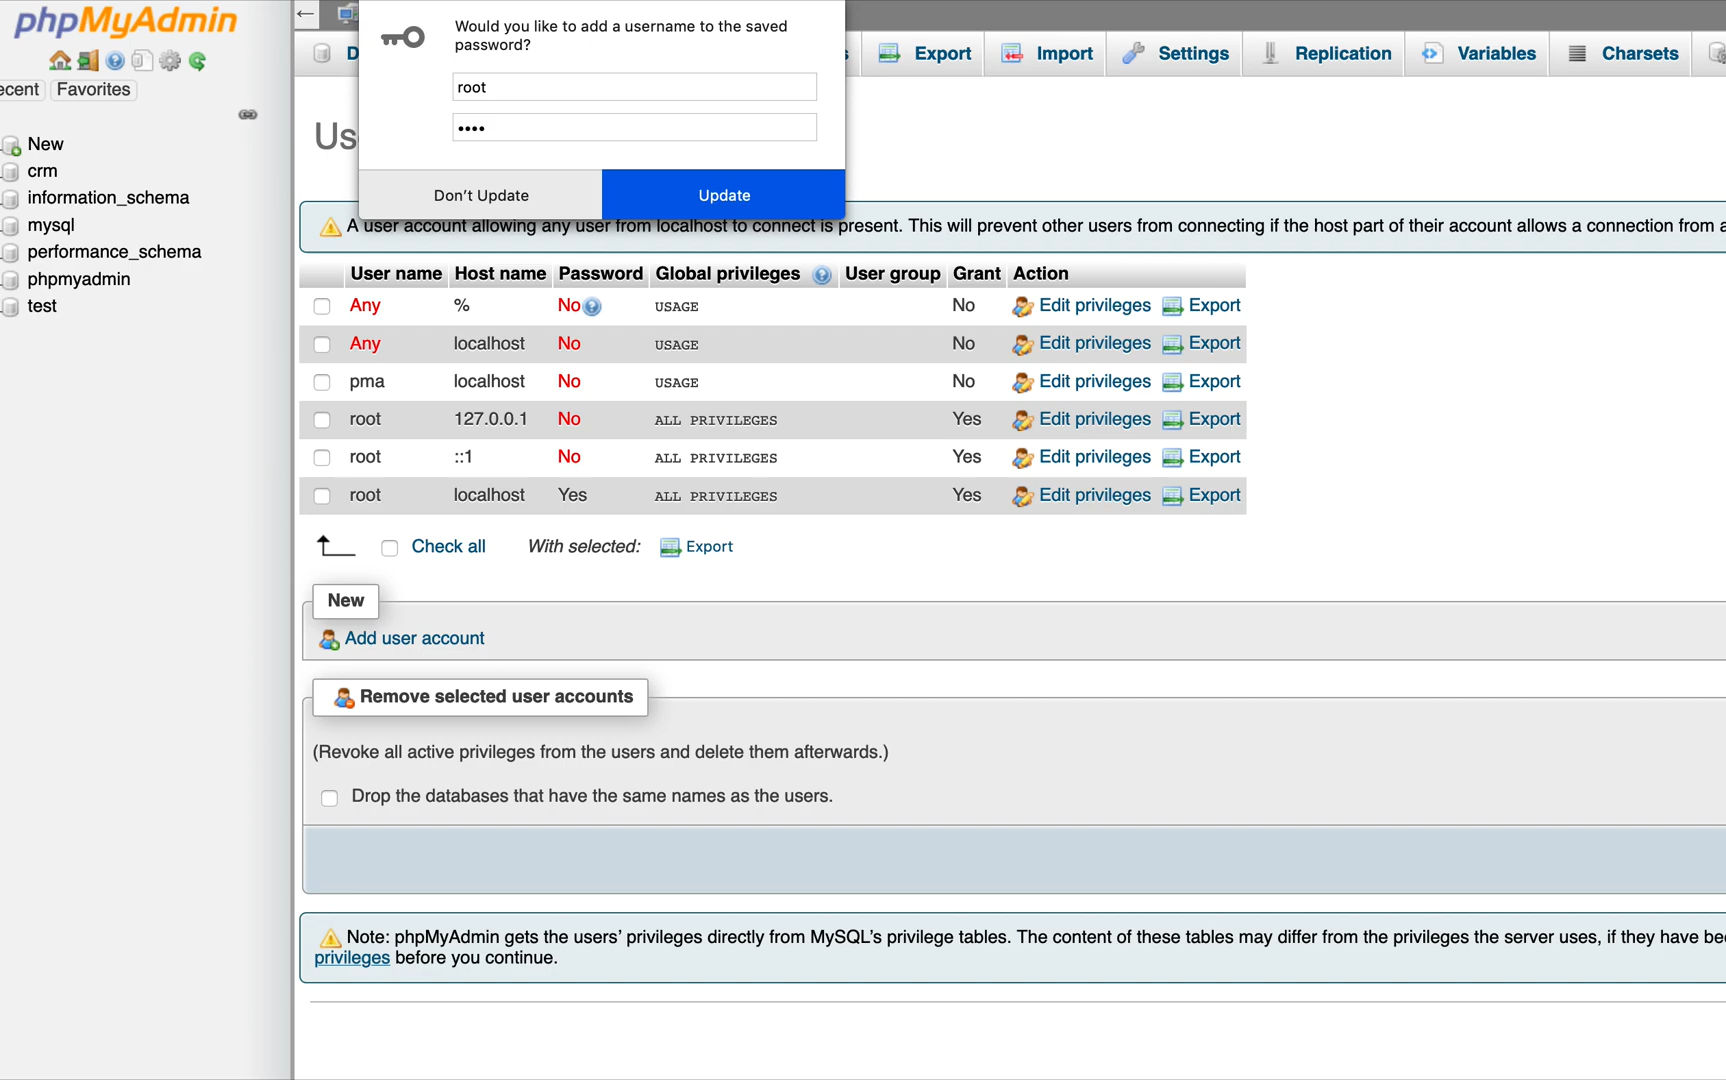 phpMyAdmin
ecent Favorites
New
crm
information_schema
mysql
performance_schema
phpmyadmin
test
Would you like to add a username to the saved
password?
root
••••
Don't Update Update
D s Export Import Settings Replication Variables Charsets
Us
A user account allowing any user from localhost to connect is present. This will prevent other users from connecting if the host part of their account allows a connection from a
User name Host name Password Global privileges User group Grant Action
Any % No USAGE No Edit privileges Export
Any localhost No USAGE No Edit privileges Export
pma localhost No USAGE No Edit privileges Export
root 127.0.0.1 No ALL PRIVILEGES Yes Edit privileges Export
root ::1 No ALL PRIVILEGES Yes Edit privileges Export
root localhost Yes ALL PRIVILEGES Yes Edit privileges Export
Check all With selected: Export
New
Add user account
Remove selected user accounts
(Revoke all active privileges from the users and delete them afterwards.)
Drop the databases that have the same names as the users.
Note: phpMyAdmin gets the users' privileges directly from MySQL's privilege tables. The content of these tables may differ from the privileges the server uses, if they have bee
privileges before you continue.